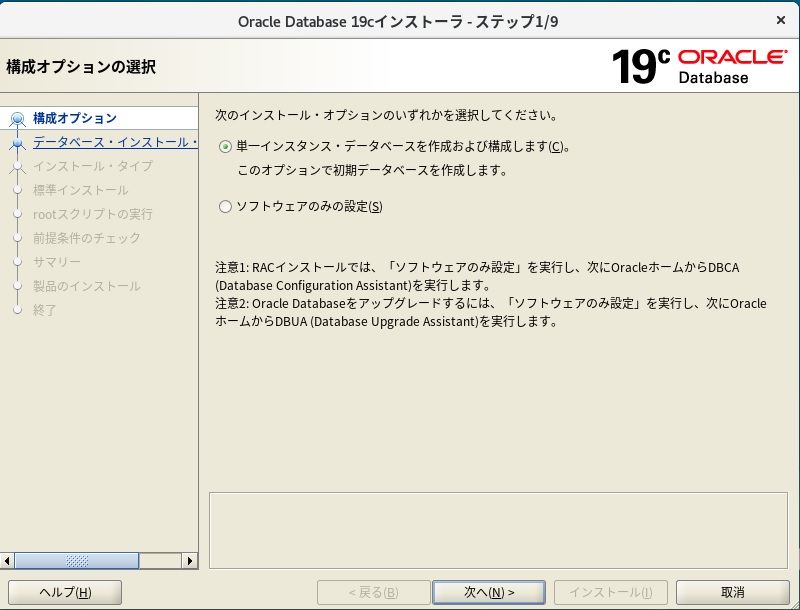 Oracle Database 19cインストーラ - ステップ1/9
構成オプションの選択
19c ORACLE Database
構成オプション
データベース・インストール・
インストール・タイプ
標準インストール
rootスクリプトの実行
前提条件のチェック
サマリー
製品のインストール
終了
次のインストール・オプションのいずれかを選択してください。
単一インスタンス・データベースを作成および構成します(C)。
このオプションで初期データベースを作成します。
ソフトウェアのみの設定(S)
注意1: RACインストールでは、「ソフトウェアのみ設定」を実行し、次にOracleホームからDBCA
(Database Configuration Assistant)を実行します。
注意2: Oracle Databaseをアップグレードするには、「ソフトウェアのみ設定」を実行し、次にOracle
ホームからDBUA (Database Upgrade Assistant)を実行します。
ヘルプ(H)
< 戻る(B)
次へ(N) >
インストール(I)
取消